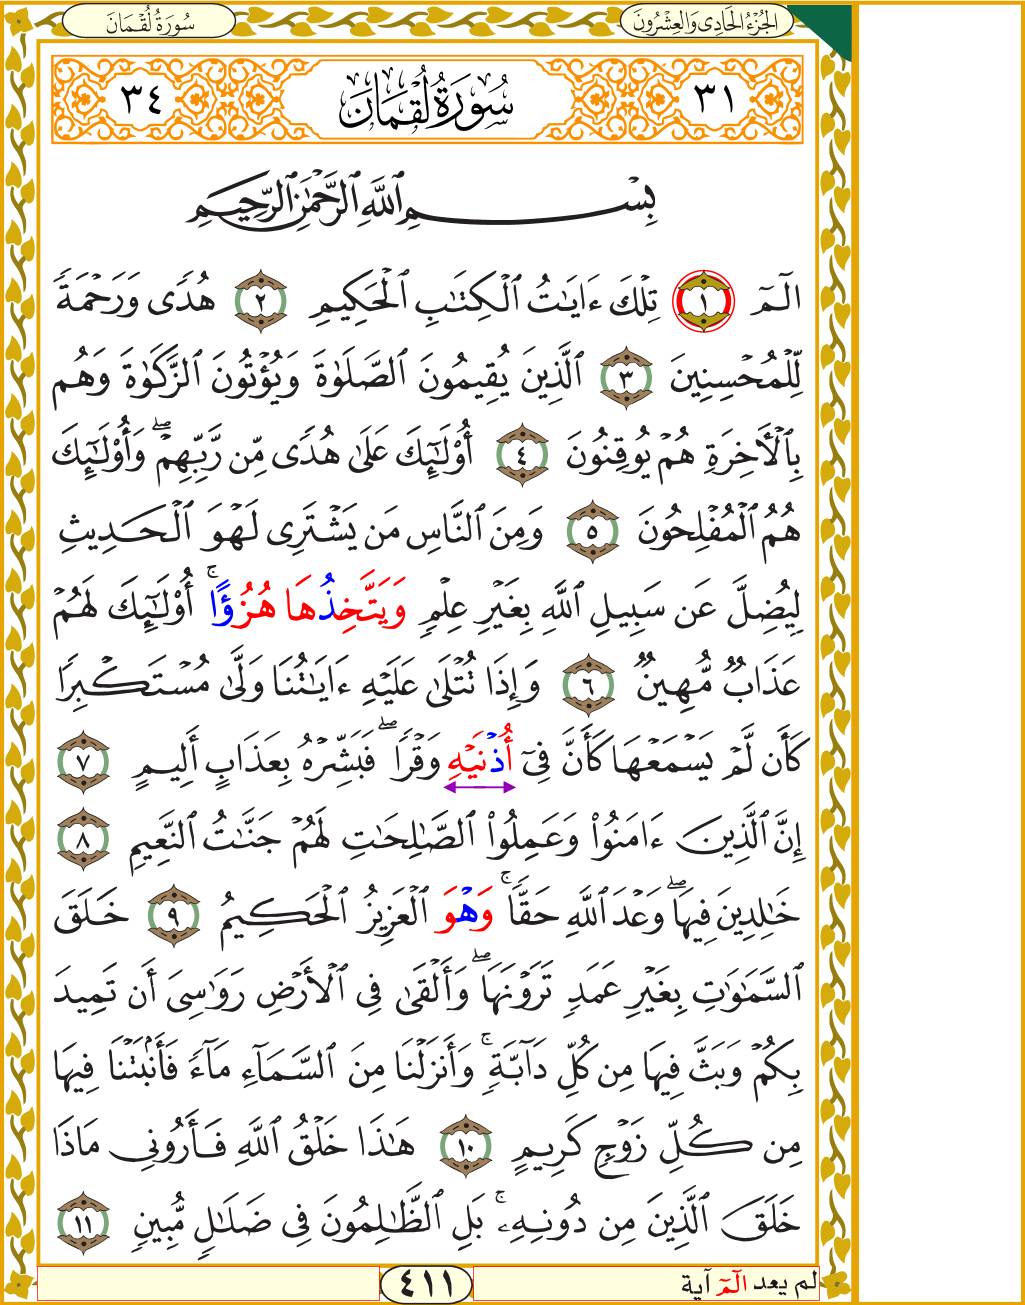 الجُزْءُ الحَادِى وَالعِشْرُونَ
سُورَةُ لُقْمَان
٣١ سُورَةُ لُقْمَانَ ٣٤
بِسْمِ ٱللَّهِ ٱلرَّحْمَٰنِ ٱلرَّحِيمِ
الٓمٓ ١ تِلْكَ ءَايَٰتُ ٱلْكِتَٰبِ ٱلْحَكِيمِ ٢ هُدًى وَرَحْمَةً
لِّلْمُحْسِنِينَ ٣ ٱلَّذِينَ يُقِيمُونَ ٱلصَّلَوٰةَ وَيُؤْتُونَ ٱلزَّكَوٰةَ وَهُم
بِٱلْأَخِرَةِ هُمْ يُوقِنُونَ ٤ أُو۟لَٰٓئِكَ عَلَىٰ هُدًى مِّن رَّبِّهِمْ ۖ وَأُو۟لَٰٓئِكَ
هُمُ ٱلْمُفْلِحُونَ ٥ وَمِنَ ٱلنَّاسِ مَن يَشْتَرِى لَهْوَ ٱلْحَدِيثِ
لِيُضِلَّ عَن سَبِيلِ ٱللَّهِ بِغَيْرِ عِلْمٍ وَيَتَّخِذُهَا هُزُؤًا ۚ أُو۟لَٰٓئِكَ لَهُمْ
عَذَابٌ مُّهِينٌ ٦ وَإِذَا تُتْلَىٰ عَلَيْهِ ءَايَٰتُنَا وَلَّىٰ مُسْتَكْبِرًا
كَأَن لَّمْ يَسْمَعْهَا كَأَنَّ فِىٓ أُذْنَيْهِ وَقْرًا ۖ فَبَشِّرْهُ بِعَذَابٍ أَلِيمٍ ٧
إِنَّ ٱلَّذِينَ ءَامَنُوا۟ وَعَمِلُوا۟ ٱلصَّٰلِحَٰتِ لَهُمْ جَنَّٰتُ ٱلنَّعِيمِ ٨
خَٰلِدِينَ فِيهَا ۖ وَعْدَ ٱللَّهِ حَقًّا ۚ وَهْوَ ٱلْعَزِيزُ ٱلْحَكِيمُ ٩ خَلَقَ
ٱلسَّمَٰوَٰتِ بِغَيْرِ عَمَدٍ تَرَوْنَهَا ۖ وَأَلْقَىٰ فِى ٱلْأَرْضِ رَوَٰسِىَ أَن تَمِيدَ
بِكُمْ وَبَثَّ فِيهَا مِن كُلِّ دَآبَّةٍ ۚ وَأَنزَلْنَا مِنَ ٱلسَّمَآءِ مَآءً فَأَنۢبَتْنَا فِيهَا
مِن كُلِّ زَوْجٍ كَرِيمٍ ١٠ هَٰذَا خَلْقُ ٱللَّهِ فَأَرُونِى مَاذَا
خَلَقَ ٱلَّذِينَ مِن دُونِهِۦ ۚ بَلِ ٱلظَّٰلِمُونَ فِى ضَلَٰلٍ مُّبِينٍ ١١
لم يعد الٓمٓ آية
٤١١